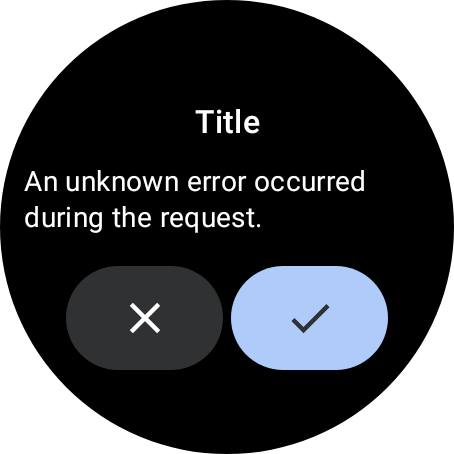 Title
An unknown error occurred
during the request.